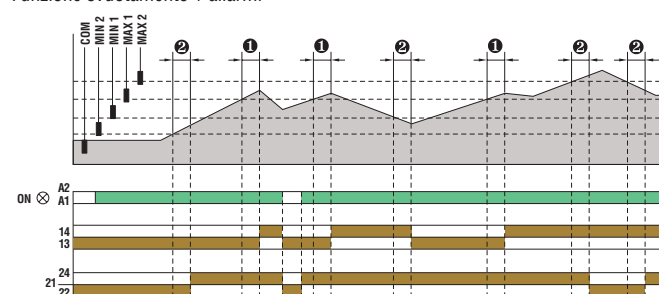 Funzione svuotamento + allarmi
COM
MIN 2
MIN 1
MAX 1
MAX 2
2 1 1 2 1 2 2
A2
ON A1
14
13
24
21
22